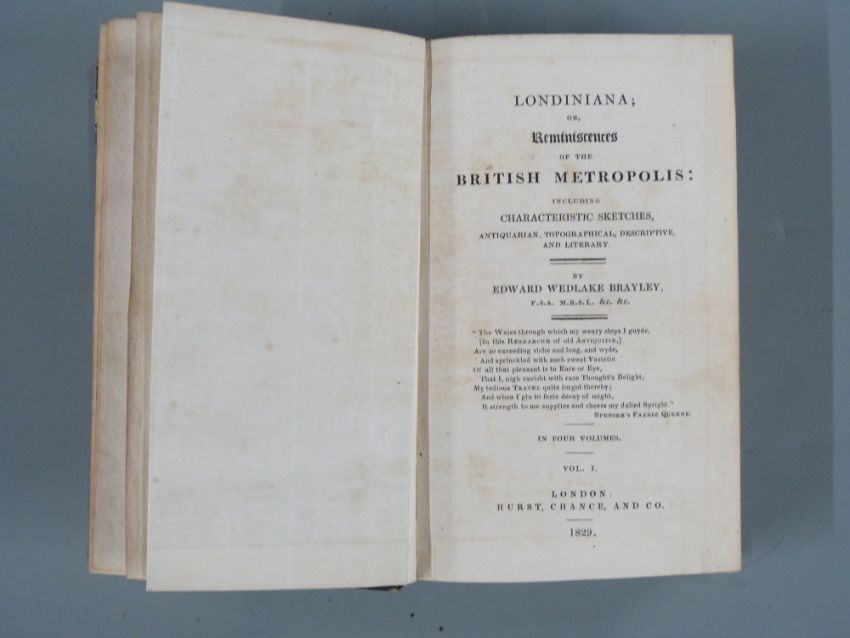 LONDINIANA;
OR,
Reminiscences
OF THE
BRITISH METROPOLIS:
INCLUDING
CHARACTERISTIC SKETCHES,
ANTIQUARIAN, TOPOGRAPHICAL, DESCRIPTIVE,
AND LITERARY.
BY
EDWARD WEDLAKE BRAYLEY,
F.S.A. M.R.S.L. &c. &c.
"The Waies through which my weary steps I guyde,
[In this RESEARCHE of old ANTIQUITIE,]
Are so exceeding riche and long, and wyde,
And sprinckled with such sweet Varietie
Of all that pleasant is to Eare or Eye,
That I, nigh ravisht with rare Thought's Delight,
My tedious TRAVEL quite forgot thereby;
And when I gin to feele decay of might,
It strength to me supplies and cheers my dulled Spright."
SPENSER'S FAERIE QUEENE.
IN FOUR VOLUMES.
VOL. I.
LONDON:
HURST, CHANCE, AND CO.
1829.